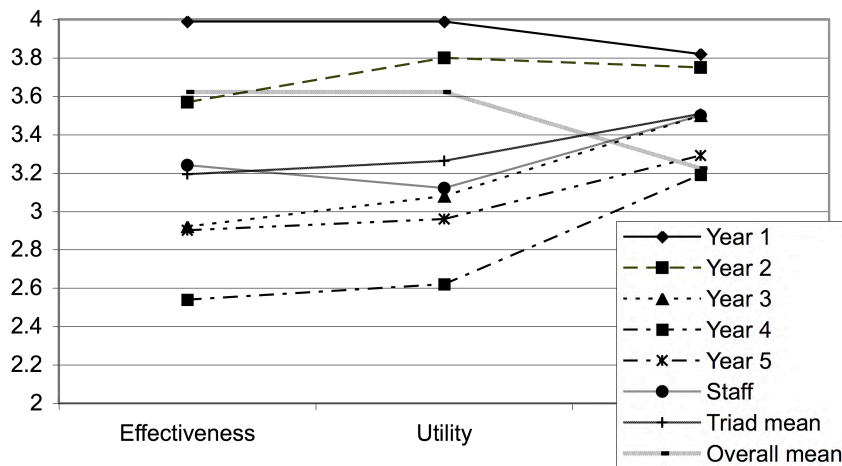 4
3.8
3.6
3.4
3.2
3
2.8
2.6
2.4
2.2
2
Effectiveness
Utility
Year 1
Year 2
Year 3
Year 4
Year 5
Staff
Triad mean
Overall mean